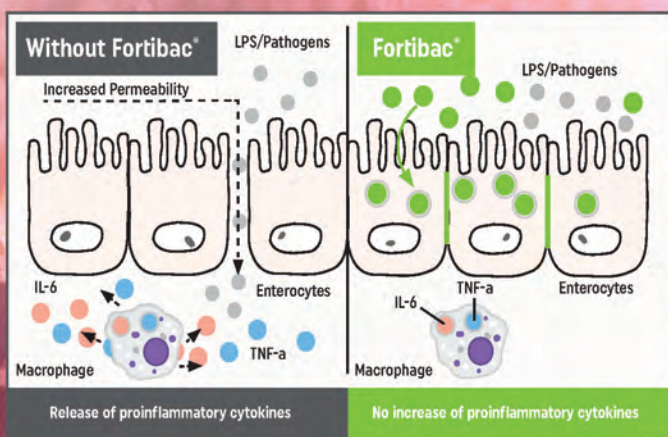 Without Fortibac®
LPS/Pathogens
Increased Permeability
IL-6
Enterocytes
TNF-a
Macrophage
Release of proinflammatory cytokines
Fortibac®
LPS/Pathogens
TNF-a
IL-6
Enterocytes
Macrophage
No increase of proinflammatory cytokines